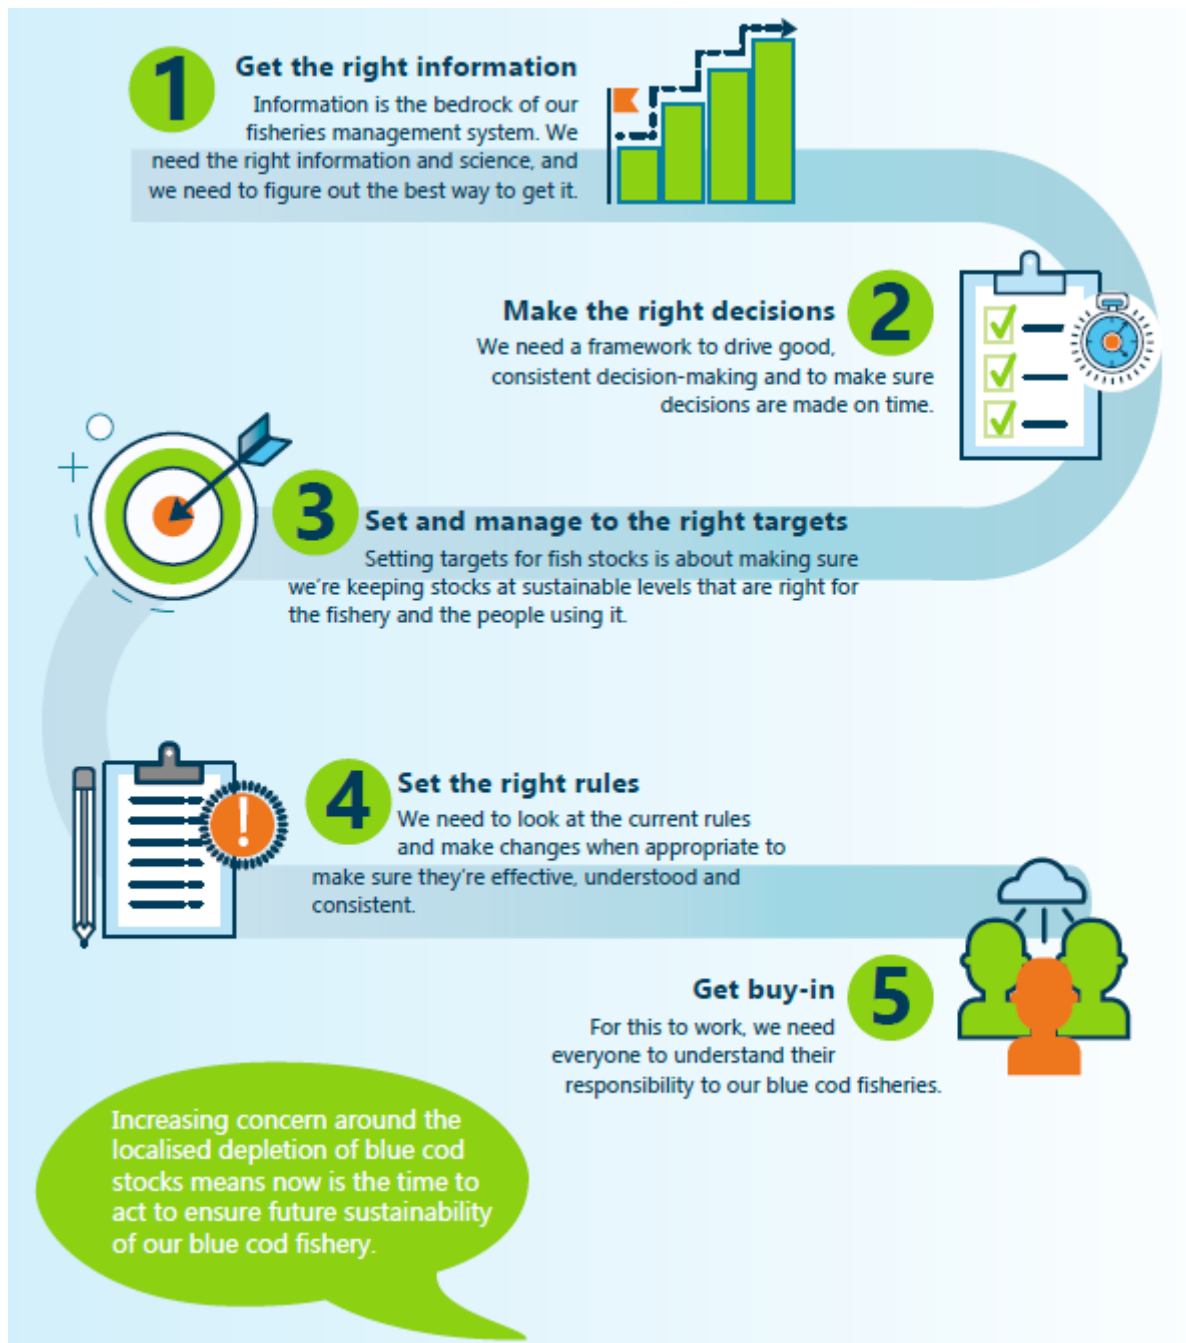 1
Get the right information
Information is the bedrock of our
fisheries management system. We
need the right information and science, and
we need to figure out the best way to get it.
2
Make the right decisions
We need a framework to drive good,
consistent decision-making and to make sure
decisions are made on time.
3
Set and manage to the right targets
Setting targets for fish stocks is about making sure
we're keeping stocks at sustainable levels that are right for
the fishery and the people using it.
4
Set the right rules
We need to look at the current rules
and make changes when appropriate to
make sure they're effective, understood and
consistent.
!
5
Get buy-in
For this to work, we need
everyone to understand their
responsibility to our blue cod fisheries.
Increasing concern around the
localised depletion of blue cod
stocks means now is the time to
act to ensure future sustainability
of our blue cod fishery.